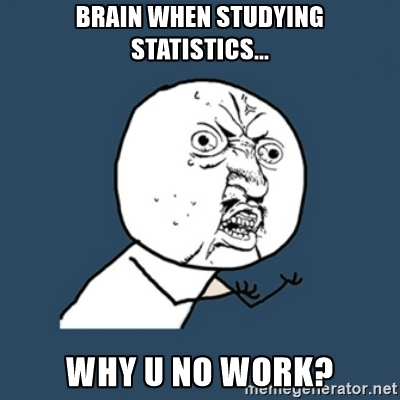 BRAIN WHEN STUDYING
STATISTICS...
WHY U NO WORK?
memegenerator.net